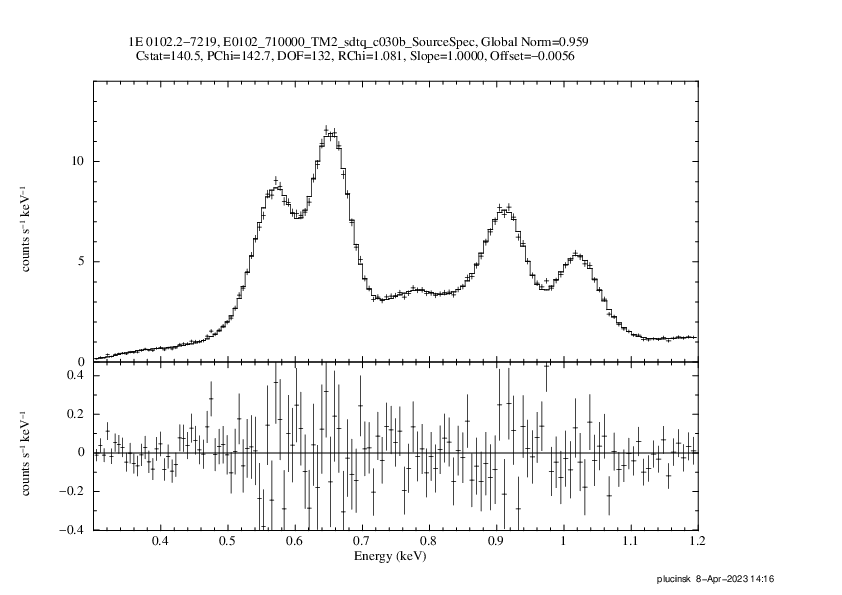 1E 0102.2−7219, E0102_710000_TM2_sdtq_c030b_SourceSpec, Global Norm=0.959
Cstat=140.5, PChi=142.7, DOF=132, RChi=1.081, Slope=1.0000, Offset=−0.0056
10
5
0
counts s⁻¹ keV⁻¹
0.4
0.2
0
−0.2
−0.4
counts s⁻¹ keV⁻¹
0.4 0.5 0.6 0.7 0.8 0.9 1 1.1 1.2
Energy (keV)
plucinsk 8−Apr−2023 14:16